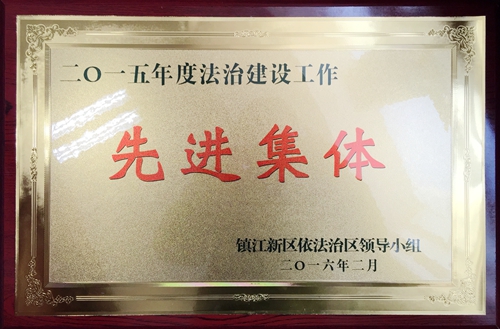 二〇一五年度法治建设工作
先进集体
镇江新区依法治区领导小组
二〇一六年二月